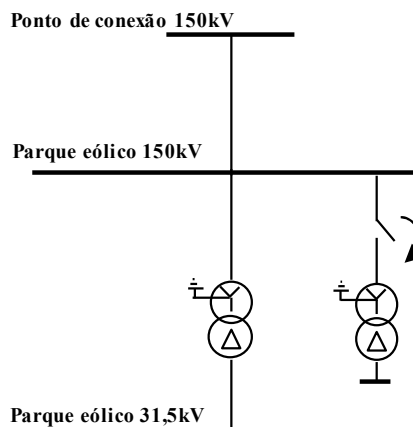 Ponto de conexão 150kV
Parque eólico 150kV
Parque eólico 31,5kV